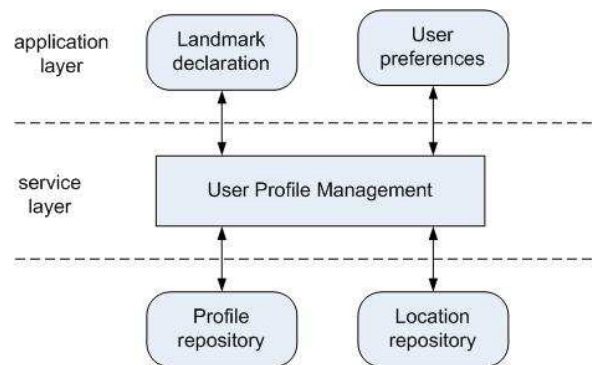 application
layer
Landmark
declaration
User
preferences
service
layer
User Profile Management
Profile
repository
Location
repository